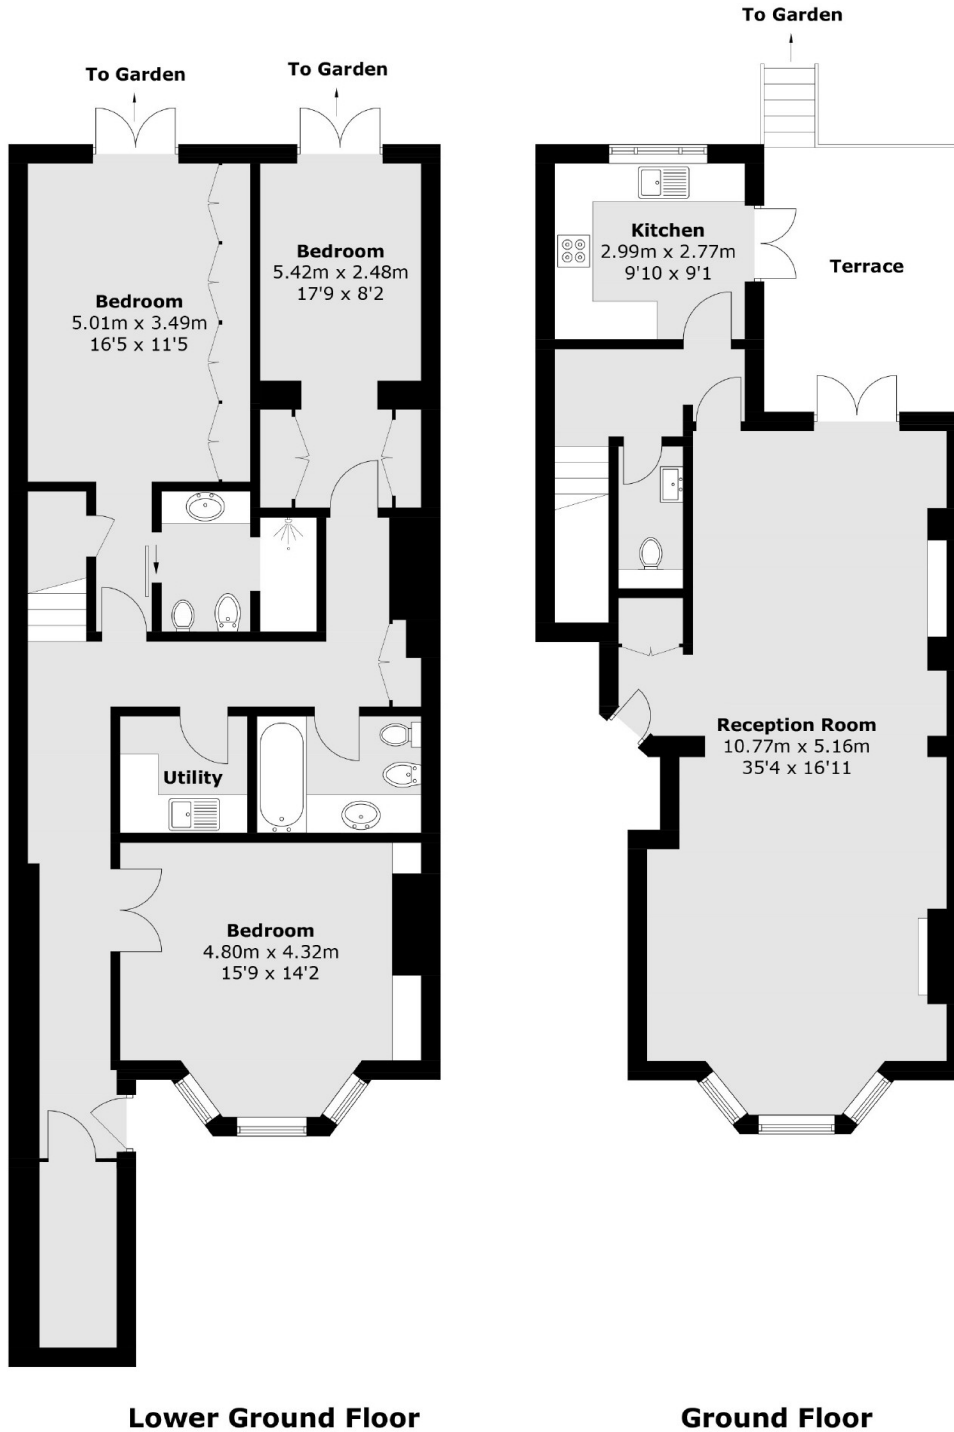 To Garden
To Garden
To Garden
Bedroom
5.01m x 3.49m
16'5 x 11'5
Bedroom
5.42m x 2.48m
17'9 x 8'2
Utility
Bedroom
4.80m x 4.32m
15'9 x 14'2
Kitchen
2.99m x 2.77m
9'10 x 9'1
Terrace
Reception Room
10.77m x 5.16m
35'4 x 16'11
Lower Ground Floor
Ground Floor